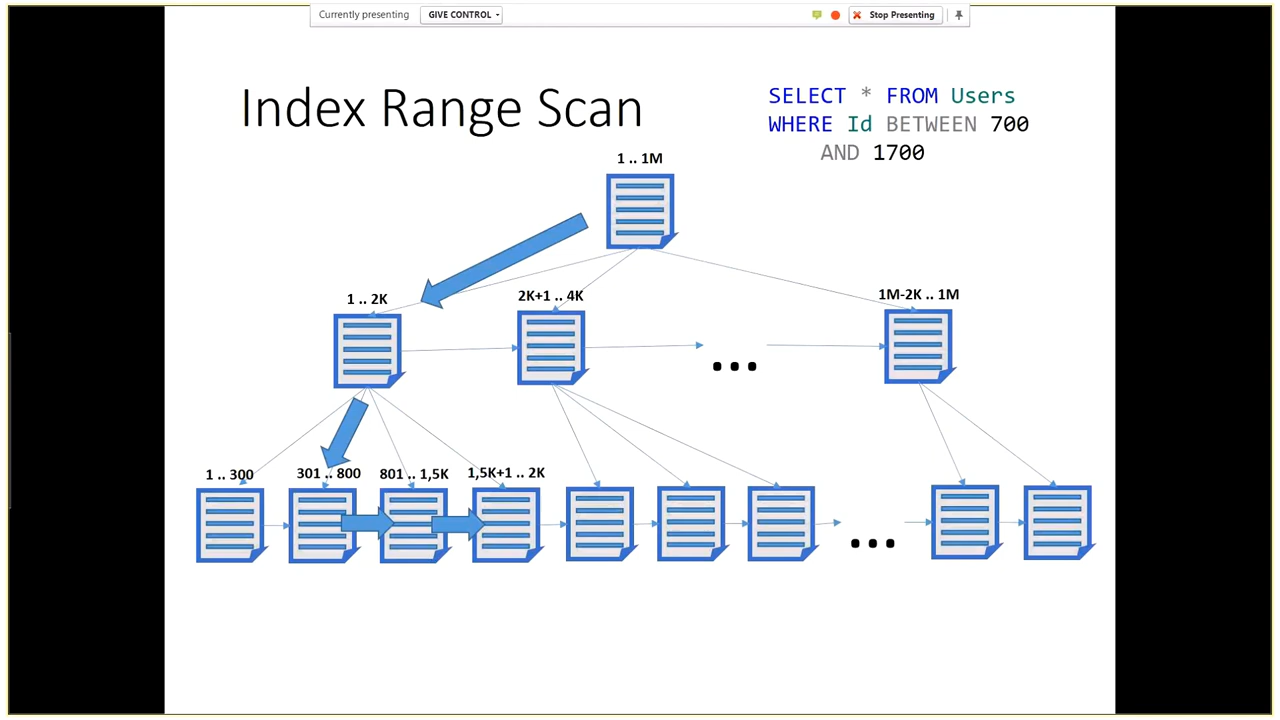 Currently presenting
GIVE CONTROL
Stop Presenting
Index Range Scan
SELECT * FROM Users
WHERE Id BETWEEN 700
AND 1700
1 .. 1M
1 .. 2K
2K+1 .. 4K
1M-2K .. 1M
...
1 .. 300
301 .. 800
801 .. 1,5K
1,5K+1 .. 2K
...